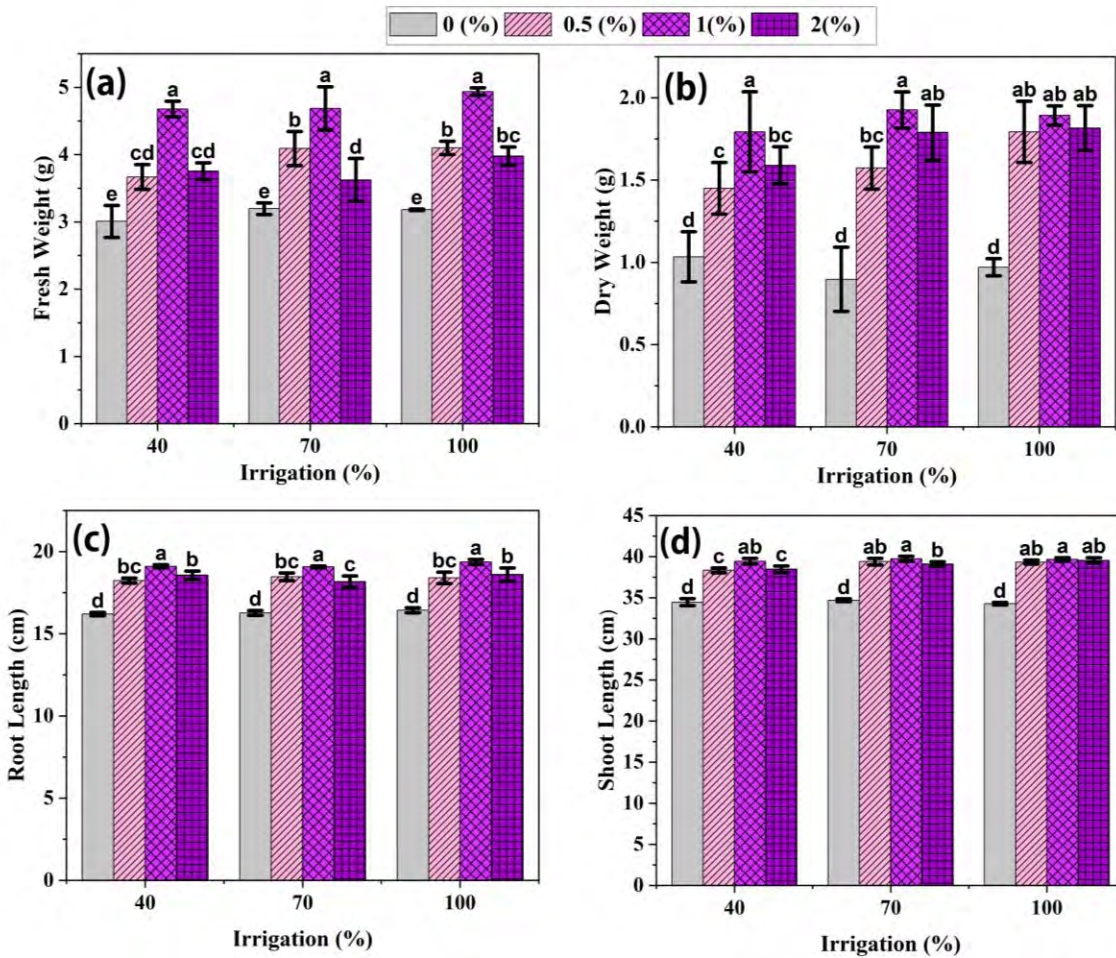 0 (%) 0.5 (%) 1(%) 2(%)
(a)
Fresh Weight (g)
5
4
3
2
1
0
e cd a cd
e b a d
e b a bc
40 70 100
Irrigation (%)
(b)
Dry Weight (g)
2.0
1.5
1.0
0.5
0.0
d c a bc
d bc a ab
d ab ab ab
40 70 100
Irrigation (%)
(c)
Root Length (cm)
20
15
10
5
0
d bc a b
d bc a c
d bc a b
40 70 100
Irrigation (%)
(d)
Shoot Length (cm)
45
40
35
30
25
20
15
10
5
0
d c ab c
d ab a b
d ab a ab
40 70 100
Irrigation (%)